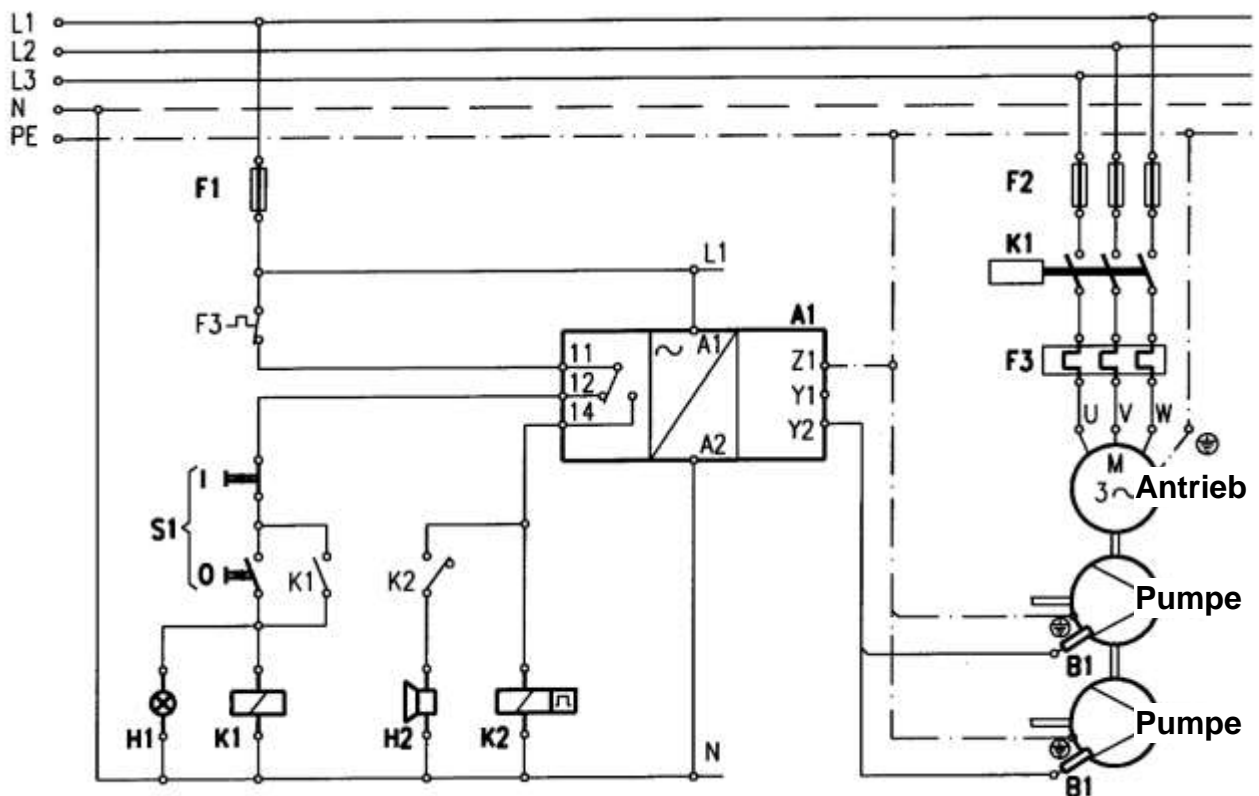 L1
L2
L3
N
PE
F1
F2
K1
L1
F3
A1
11
A1
Z1
F3
12
Y1
14
Y2
U V W
A2
M
I
3~ Antrieb
S1
O K1
K2
Pumpe
B1
H1 K1 H2 K2
N
Pumpe
B1